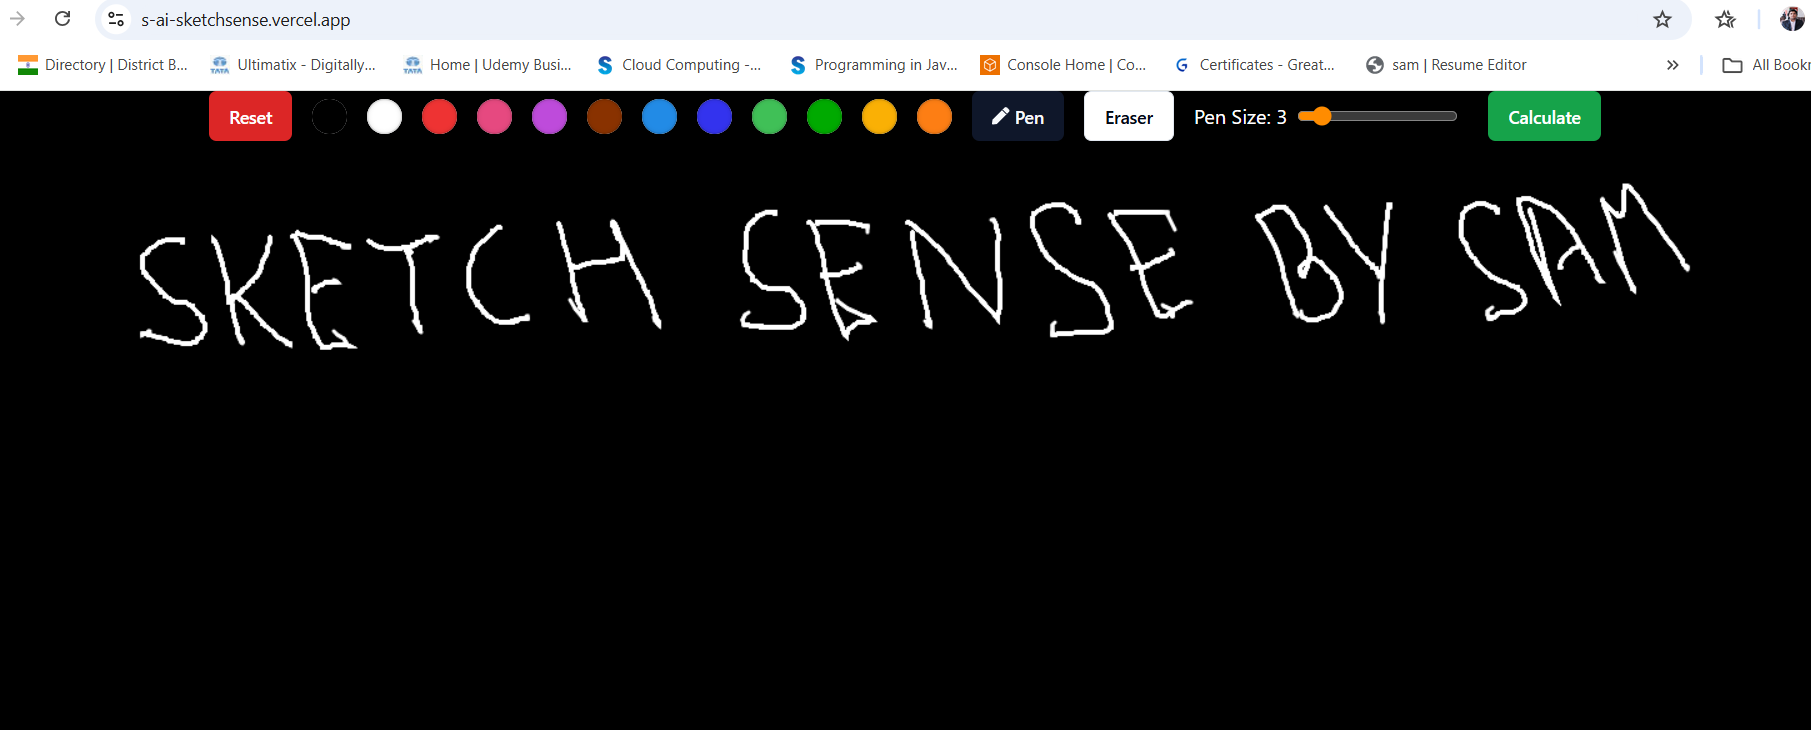 s-ai-sketchsense.vercel.app
Directory | District B... Ultimatix - Digitally... Home | Udemy Busi... Cloud Computing -... Programming in Jav... Console Home | Co... Certificates - Great... sam | Resume Editor » All Bookr
Reset Pen Eraser Pen Size: 3 Calculate
SKETCH SENSE BY SAM